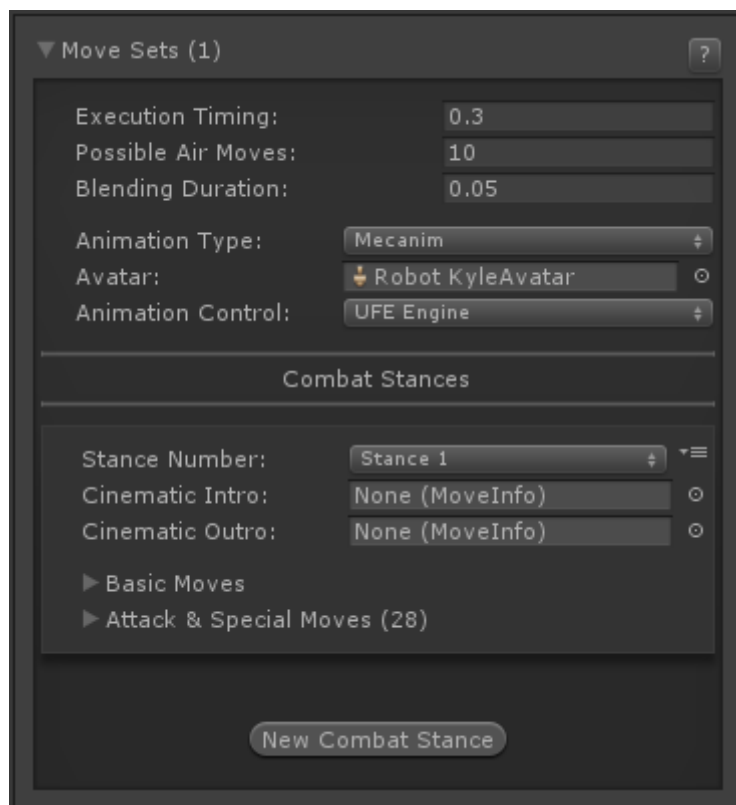 Move Sets (1) ?
Execution Timing: 0.3
Possible Air Moves: 10
Blending Duration: 0.05
Animation Type: Mecanim
Avatar: Robot KyleAvatar
Animation Control: UFE Engine
Combat Stances
Stance Number: Stance 1
Cinematic Intro: None (MoveInfo)
Cinematic Outro: None (MoveInfo)
Basic Moves
Attack & Special Moves (28)
New Combat Stance